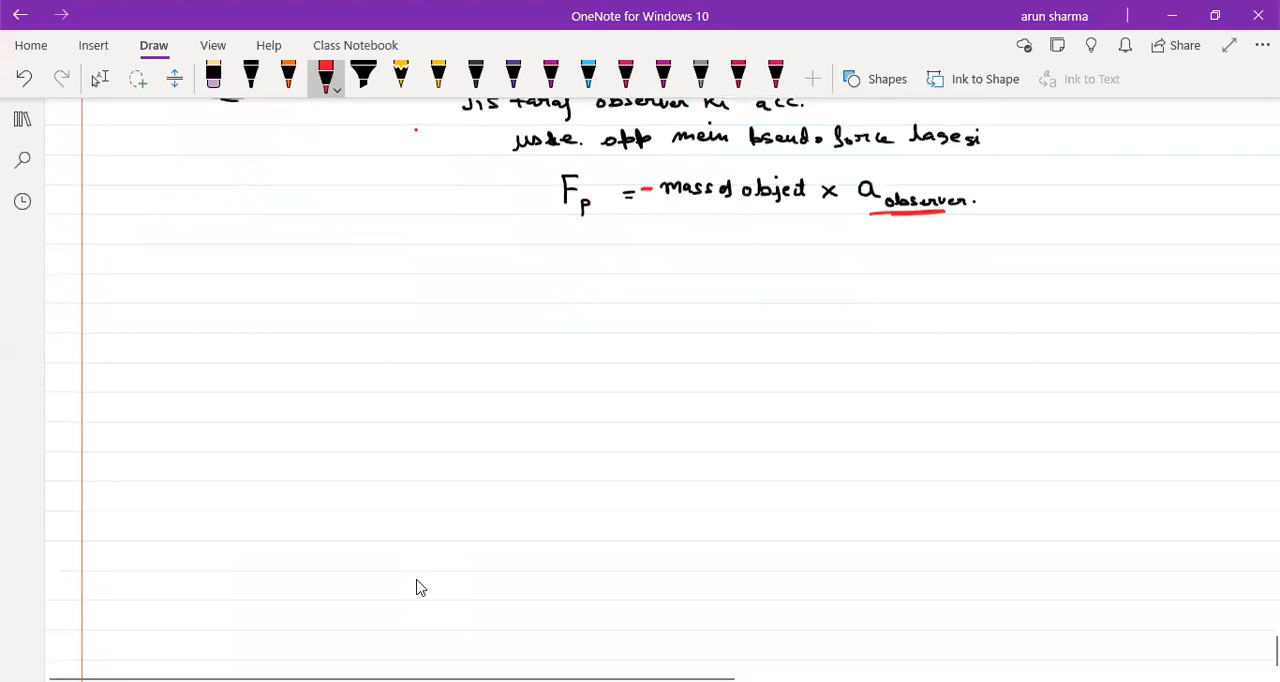 OneNote for Windows 10
arun sharma
Home Insert Draw View Help Class Notebook
Share
Shapes Ink to Shape Ink to Text
Jis taraf observer ki acc.
uske. opp mein pseudo force lagegi
Fp = - mass of object × a observer.